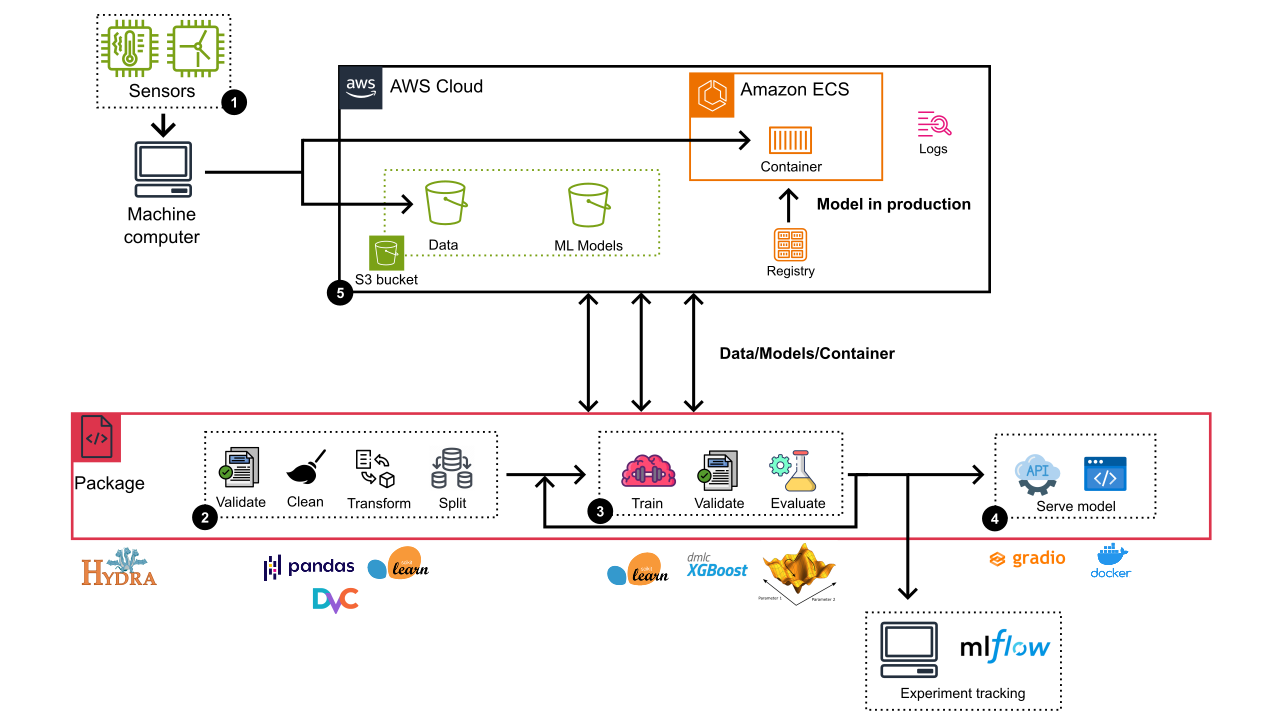 Sensors
1
Machine
computer
aws
AWS Cloud
Amazon ECS
Container
Logs
Model in production
Registry
Data
ML Models
S3 bucket
5
Data/Models/Container
Package
Validate
Clean
Transform
Split
2
Train
Validate
Evaluate
3
API
Serve model
4
HYDRA
pandas
learn
DVC
learn
dmlc
XGBoost
Parameter 1
Parameter 2
gradio
docker
mlflow
Experiment tracking